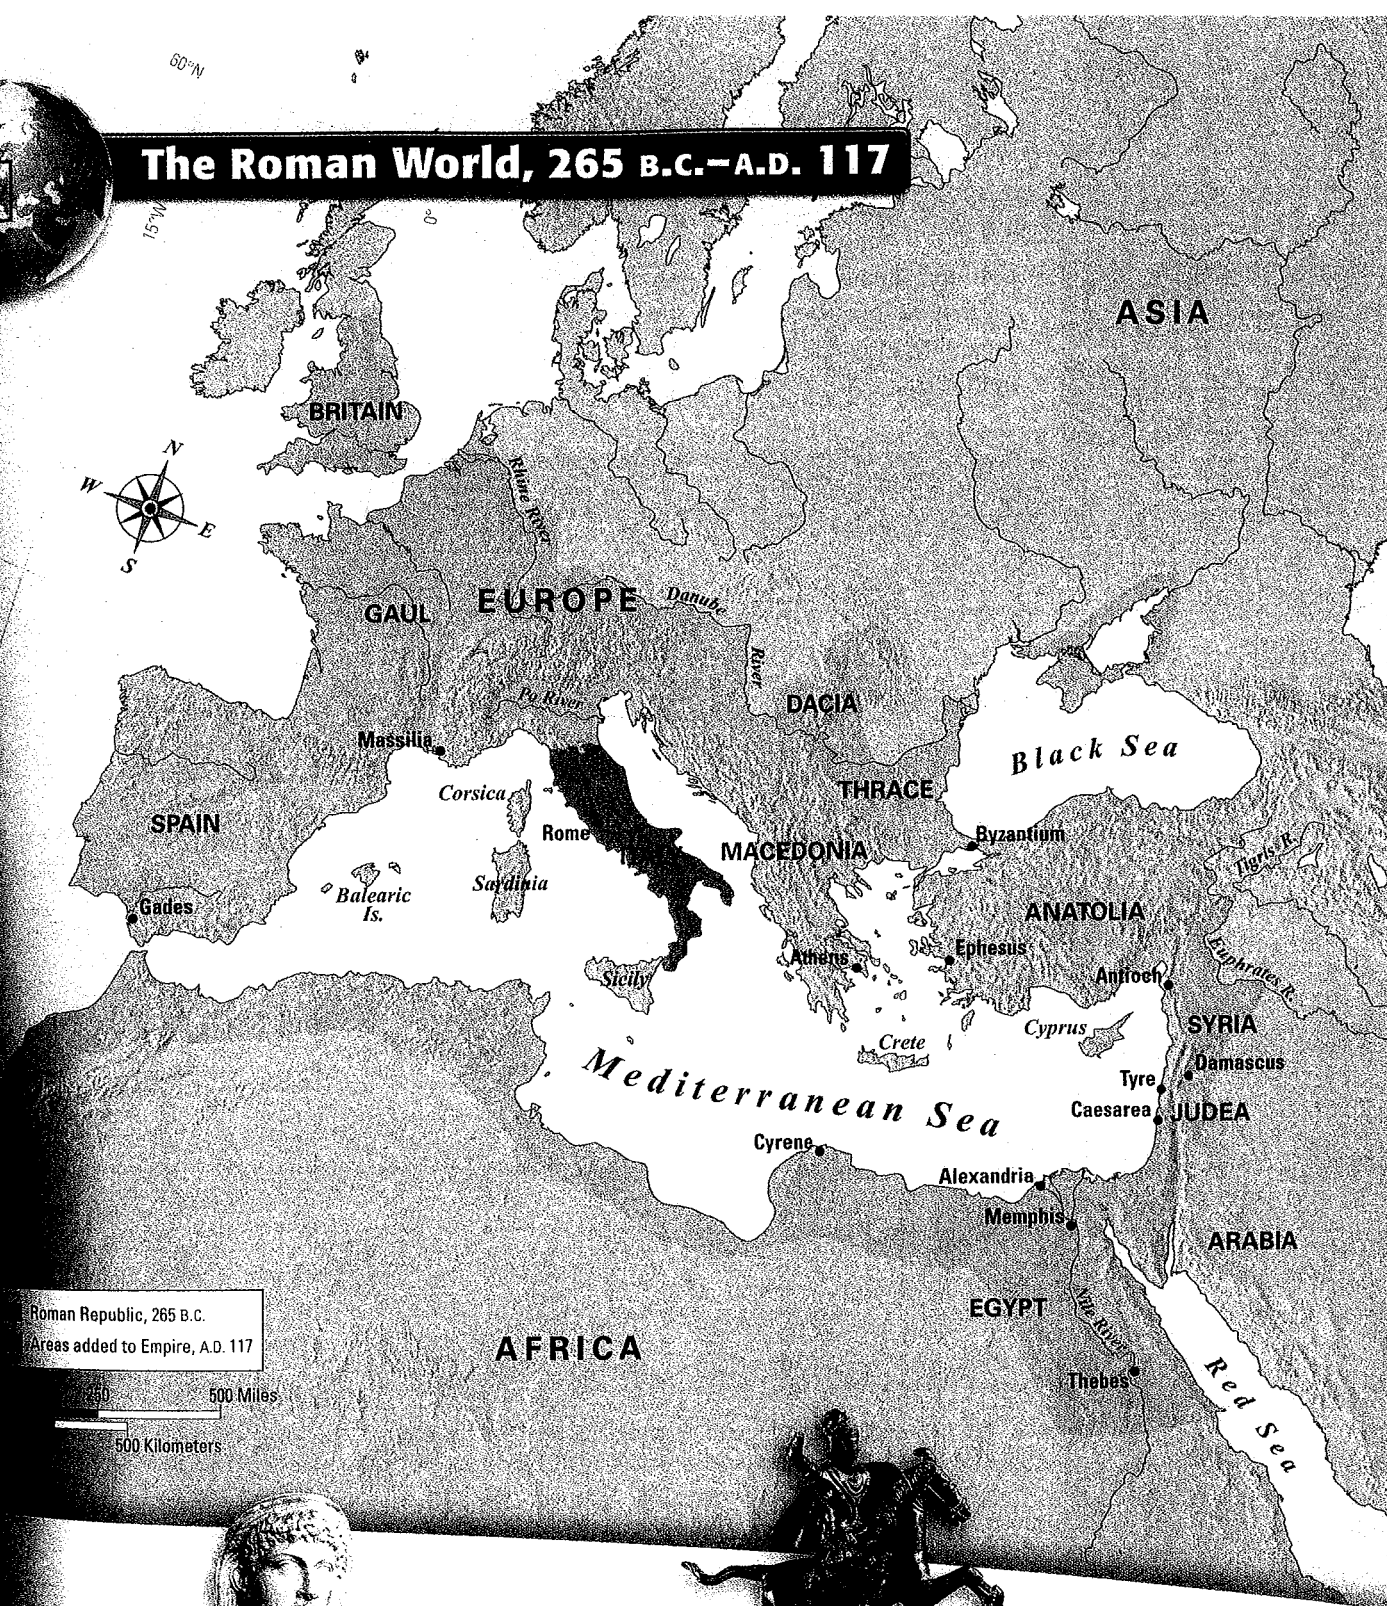 60°N
The Roman World, 265 B.C.–A.D. 117
15°W
0°
ASIA
BRITAIN
N
W
E
S
Rhine River
EUROPE
Danube
River
GAUL
Po River
DACIA
Massilia
Black Sea
Corsica
THRACE
SPAIN
Rome
Byzantium
MACEDONIA
Tigris R.
Sardinia
Balearic
Is.
Gades
ANATOLIA
Athens
Ephesus
Euphrates R.
Antioch
Sicily
SYRIA
Cyprus
Crete
Damascus
Mediterranean Sea
Tyre
Caesarea
JUDEA
Cyrene
Alexandria
Memphis
ARABIA
Roman Republic, 265 B.C.
Areas added to Empire, A.D. 117
EGYPT
Nile River
AFRICA
Thebes
Red Sea
250
500 Miles
500 Kilometers